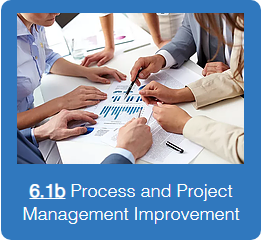 6.1b Process and Project
Management Improvement